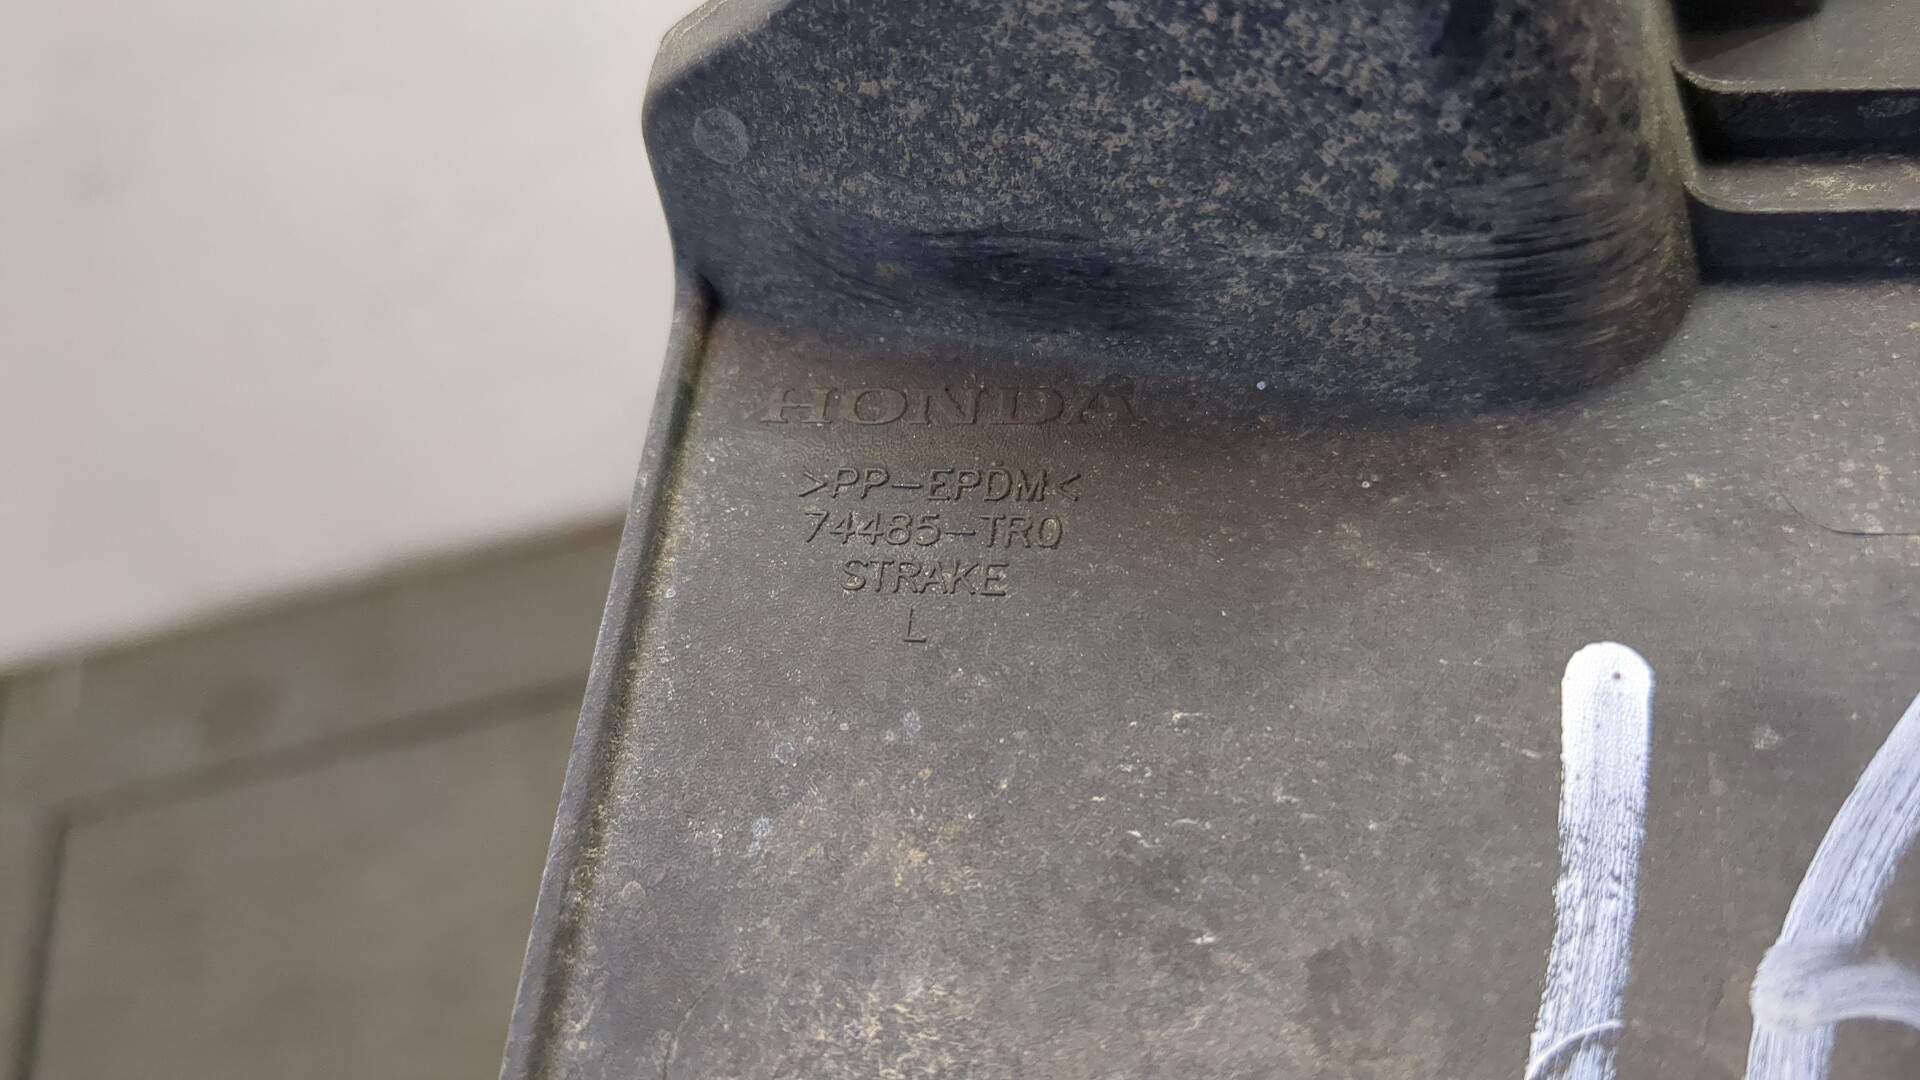 HONDA
>PP-EPDM<
74485-TR0
STRAKE
L